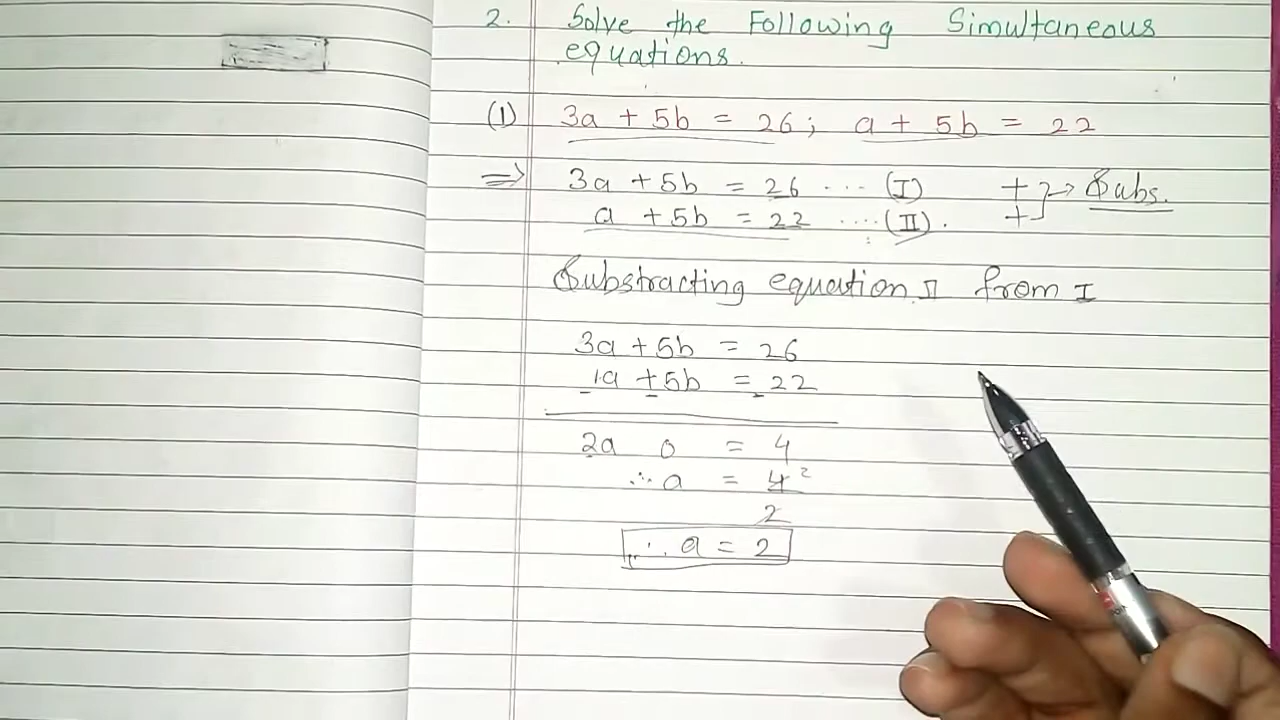 2. Solve the Following Simultaneous
equations.
(1) 3a + 5b = 26; a + 5b = 22
⇒ 3a + 5b = 26 ... (I) + → Subs.
a + 5b = 22 .... (II). +
Substracting equation II from I
3a + 5b = 26
1a + 5b = 22
- - -
2a 0 = 4
∴ a = 4 2
2
∴ a = 2